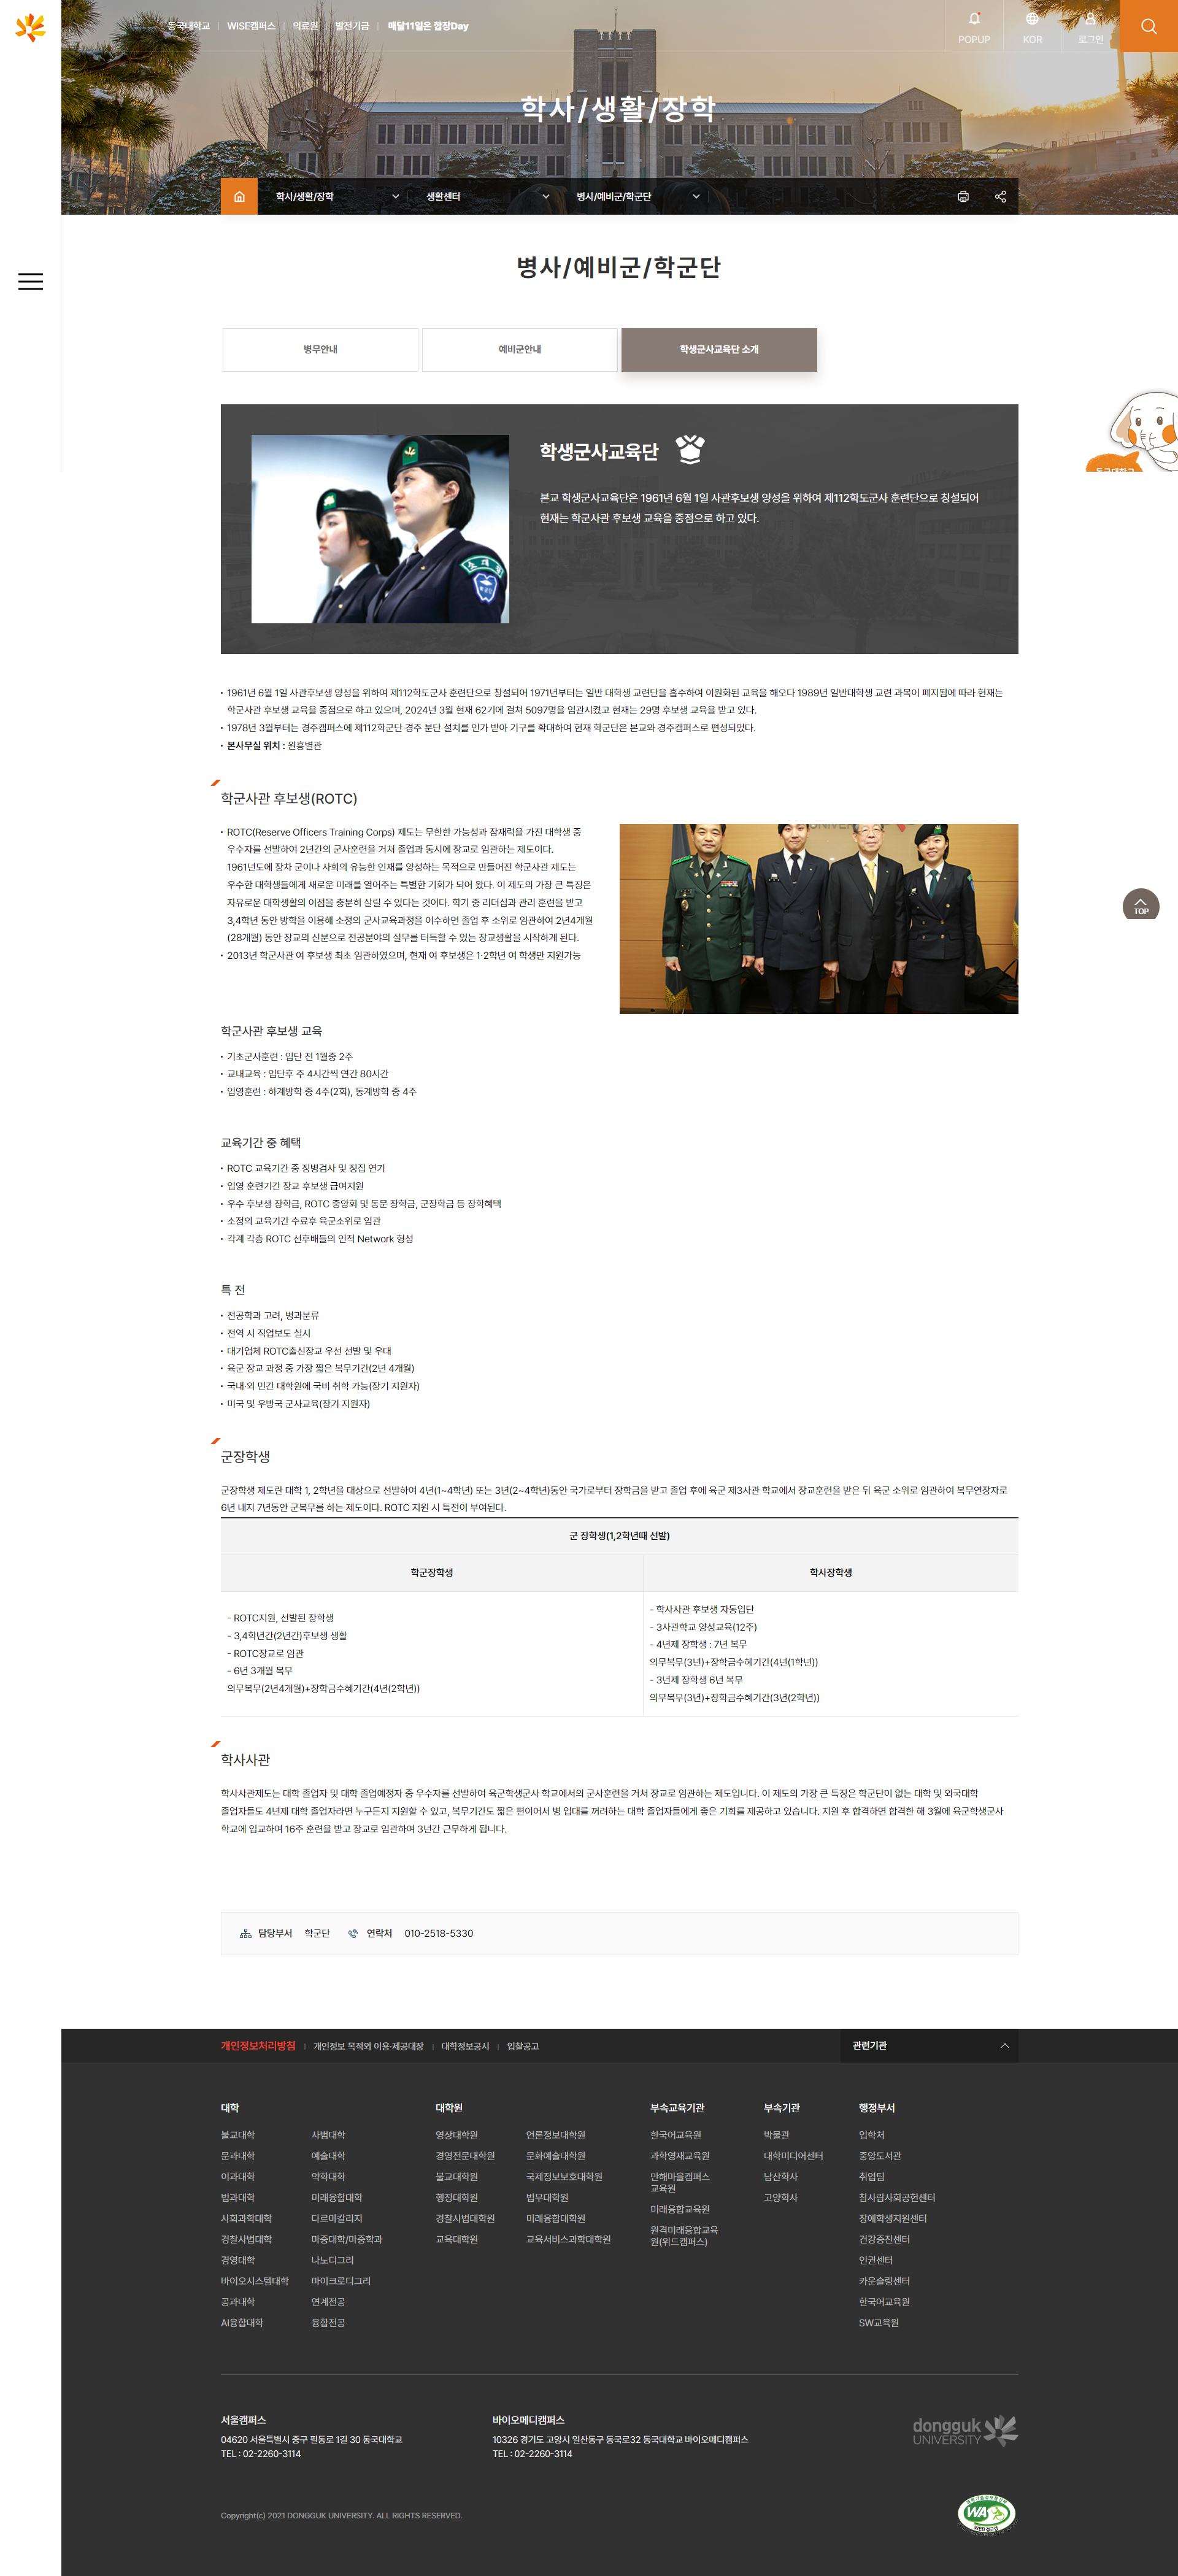 동국대학교
WISE캠퍼스
의료원
발전기금
매달11일은 합장Day
POPUP
KOR
로그인
학사/생활/장학
학사/생활/장학
생활센터
병사/예비군/학군단
병사/예비군/학군단
병무안내
예비군안내
학생군사교육단 소개
학생군사교육단
본교 학생군사교육단은 1961년 6월 1일 사관후보생 양성을 위하여 제112학도군사 훈련단으로 창설되어
현재는 학군사관 후보생 교육을 중점으로 하고 있다.
동국대학교
· 1961년 6월 1일 사관후보생 양성을 위하여 제112학도군사 훈련단으로 창설되어 1971년부터는 일반 대학생 교련단을 흡수하여 이원화된 교육을 해오다 1989년 일반대학생 교련 과목이 폐지됨에 따라 현재는
학군사관 후보생 교육을 중점으로 하고 있으며, 2024년 3월 현재 62기에 걸쳐 5097명을 임관시켰고 현재는 29명 후보생 교육을 받고 있다.
· 1978년 3월부터는 경주캠퍼스에 제112학군단 경주 분단 설치를 인가 받아 기구를 확대하여 현재 학군단은 본교와 경주캠퍼스로 편성되었다.
· 본사무실 위치 : 원흥별관
학군사관 후보생(ROTC)
· ROTC(Reserve Officers Training Corps) 제도는 무한한 가능성과 잠재력을 가진 대학생 중
우수자를 선발하여 2년간의 군사훈련을 거쳐 졸업과 동시에 장교로 임관하는 제도이다.
1961년도에 장차 군이나 사회의 유능한 인재를 양성하는 목적으로 만들어진 학군사관 제도는
우수한 대학생들에게 새로운 미래를 열어주는 특별한 기회가 되어 왔다. 이 제도의 가장 큰 특징은
자유로운 대학생활의 이점을 충분히 살릴 수 있다는 것이다. 학기 중 리더십과 관리 훈련을 받고
3,4학년 동안 방학을 이용해 소정의 군사교육과정을 이수하면 졸업 후 소위로 임관하여 2년4개월
(28개월) 동안 장교의 신분으로 전공분야의 실무를 터득할 수 있는 장교생활을 시작하게 된다.
· 2013년 학군사관 여 후보생 최초 임관하였으며, 현재 여 후보생은 1·2학년 여 학생만 지원가능
TOP
학군사관 후보생 교육
· 기초군사훈련 : 입단 전 1월중 2주
· 교내교육 : 입단후 주 4시간씩 연간 80시간
· 입영훈련 : 하계방학 중 4주(2회), 동계방학 중 4주
교육기간 중 혜택
· ROTC 교육기간 중 징병검사 및 징집 연기
· 입영 훈련기간 장교 후보생 급여지원
· 우수 후보생 장학금, ROTC 중앙회 및 동문 장학금, 군장학금 등 장학혜택
· 소정의 교육기간 수료후 육군소위로 임관
· 각계 각층 ROTC 선후배들의 인적 Network 형성
특 전
· 전공학과 고려, 병과분류
· 전역 시 직업보도 실시
· 대기업체 ROTC출신장교 우선 선발 및 우대
· 육군 장교 과정 중 가장 짧은 복무기간(2년 4개월)
· 국내·외 민간 대학원에 국비 취학 가능(장기 지원자)
· 미국 및 우방국 군사교육(장기 지원자)
군장학생
군장학생 제도란 대학 1, 2학년을 대상으로 선발하여 4년(1~4학년) 또는 3년(2~4학년)동안 국가로부터 장학금을 받고 졸업 후에 육군 제3사관 학교에서 장교훈련을 받은 뒤 육군 소위로 임관하여 복무연장자로
6년 내지 7년동안 군복무를 하는 제도이다. ROTC 지원 시 특전이 부여된다.
군 장학생(1,2학년때 선발)
학군장학생
학사장학생
- ROTC지원, 선발된 장학생
- 3,4학년간(2년간)후보생 생활
- ROTC장교로 임관
- 6년 3개월 복무
의무복무(2년4개월)+장학금수혜기간(4년(2학년))
- 학사사관 후보생 자동입단
- 3사관학교 양성교육(12주)
- 4년제 장학생 : 7년 복무
의무복무(3년)+장학금수혜기간(4년(1학년))
- 3년제 장학생 6년 복무
의무복무(3년)+장학금수혜기간(3년(2학년))
학사사관
학사사관제도는 대학 졸업자 및 대학 졸업예정자 중 우수자를 선발하여 육군학생군사 학교에서의 군사훈련을 거쳐 장교로 임관하는 제도입니다. 이 제도의 가장 큰 특징은 학군단이 없는 대학 및 외국대학
졸업자들도 4년제 대학 졸업자라면 누구든지 지원할 수 있고, 복무기간도 짧은 편이어서 병 입대를 꺼려하는 대학 졸업자들에게 좋은 기회를 제공하고 있습니다. 지원 후 합격하면 합격한 해 3월에 육군학생군사
학교에 입교하여 16주 훈련을 받고 장교로 임관하여 3년간 근무하게 됩니다.
담당부서 학군단 연락처 010-2518-5330
개인정보처리방침
개인정보 목적외 이용·제공대장
대학정보공시
입찰공고
관련기관
대학
불교대학
문과대학
이과대학
법과대학
사회과학대학
경찰사법대학
경영대학
바이오시스템대학
공과대학
AI융합대학
사범대학
예술대학
약학대학
미래융합대학
다르마칼리지
마중대학/마중학과
나노디그리
마이크로디그리
연계전공
융합전공
대학원
영상대학원
경영전문대학원
불교대학원
행정대학원
경찰사법대학원
교육대학원
언론정보대학원
문화예술대학원
국제정보보호대학원
법무대학원
미래융합대학원
교육서비스과학대학원
부속교육기관
한국어교육원
과학영재교육원
만해마을캠퍼스
교육원
미래융합교육원
원격미래융합교육
원(위드캠퍼스)
부속기관
박물관
대학미디어센터
남산학사
고양학사
행정부서
입학처
중앙도서관
취업팀
참사람사회공헌센터
장애학생지원센터
건강증진센터
인권센터
카운슬링센터
한국어교육원
SW교육원
서울캠퍼스
04620 서울특별시 중구 필동로 1길 30 동국대학교
TEL : 02-2260-3114
바이오메디캠퍼스
10326 경기도 고양시 일산동구 동국로32 동국대학교 바이오메디캠퍼스
TEL : 02-2260-3114
dongguk
UNIVERSITY
Copyright(c) 2021 DONGGUK UNIVERSITY. ALL RIGHTS RESERVED.
WA
WEB 접근성